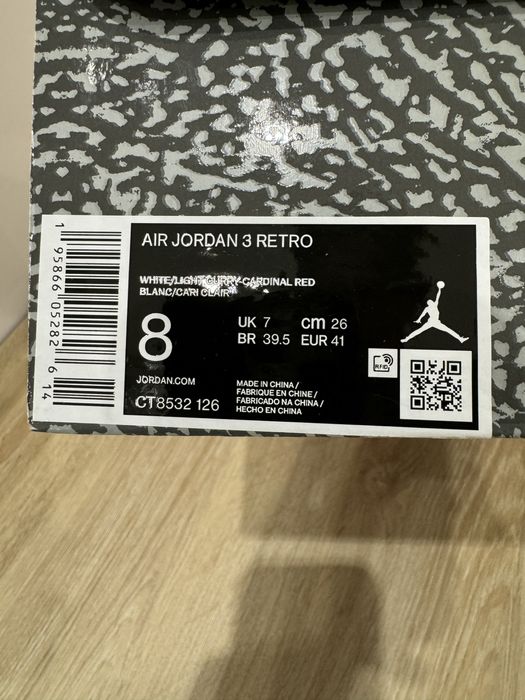 AIR JORDAN 3 RETRO
WHITE/LIGHT CURRY-CARDINAL RED
BLANC/CARI CLAIR
8
UK 7 cm 26
BR 39.5 EUR 41
JORDAN.COM
CT8532 126
MADE IN CHINA /
FABRIQUE EN CHINE /
FABRICADO NA CHINA /
HECHO EN CHINA
RFID
1 95866 05282 6 14